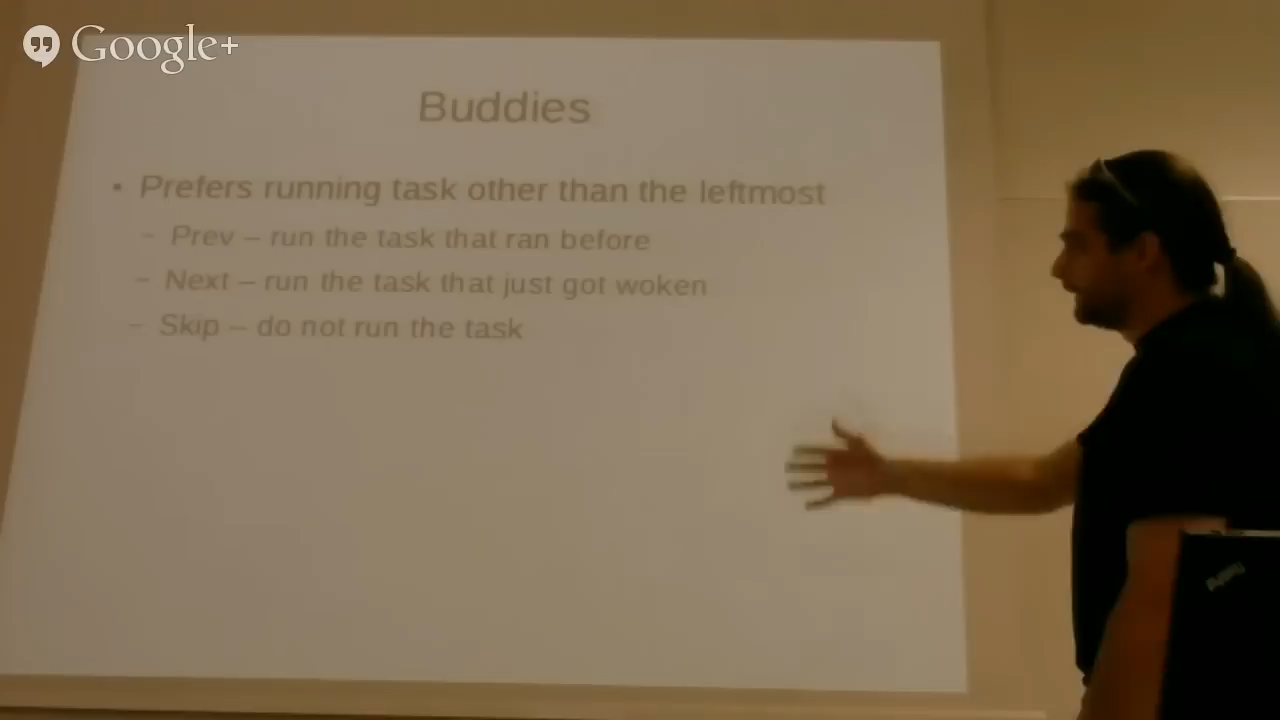 Google+
Buddies
• Prefers running task other than the leftmost
– Prev – run the task that ran before
– Next – run the task that just got woken
– Skip – do not run the task